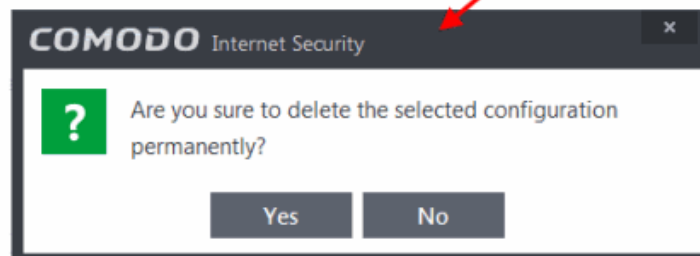 COMODO Internet Security
x
?
Are you sure to delete the selected configuration
permanently?
Yes No